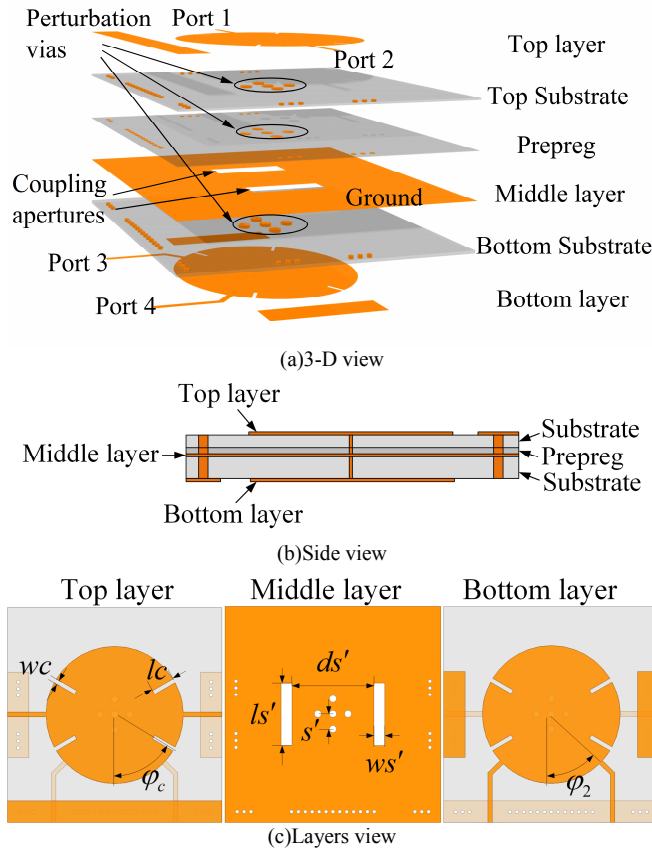 Port 1
Perturbation
vias
Port 2
Top layer
Top Substrate
Prepreg
Coupling
apertures
Ground
Middle layer
Bottom Substrate
Port 3
Port 4
Bottom layer
(a)3-D view
Top layer
Middle layer
Substrate
Prepreg
Substrate
Bottom layer
(b)Side view
Top layer
Middle layer
Bottom layer
wc
lc
φc
ds′
ls′
s′
ws′
φ2
(c)Layers view